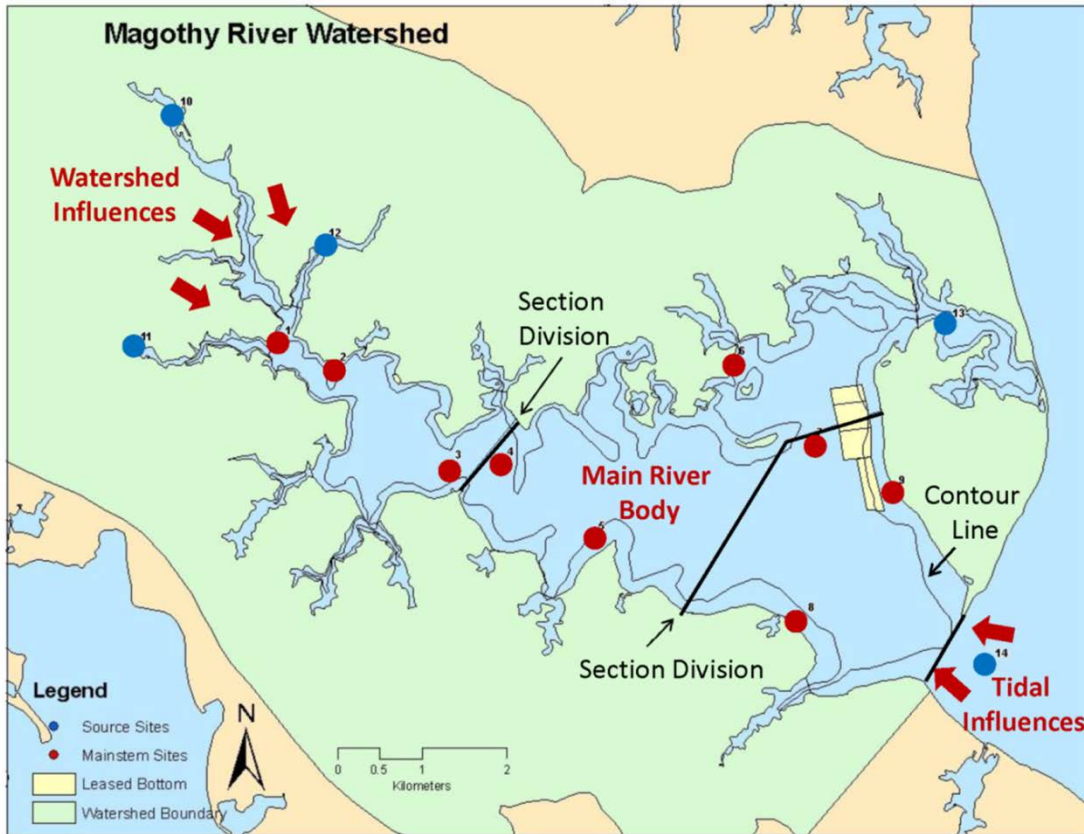 Magothy River Watershed
10
Watershed
Influences
12
Section
Division
13
11
1
2
5
3
4
7
Main River
Body
9
Contour
Line
6
8
Section Division
14
Tidal
Influences
Legend
Source Sites
Mainstem Sites
Leased Bottom
Watershed Boundary
N
0 0.5 1 2
Kilometers